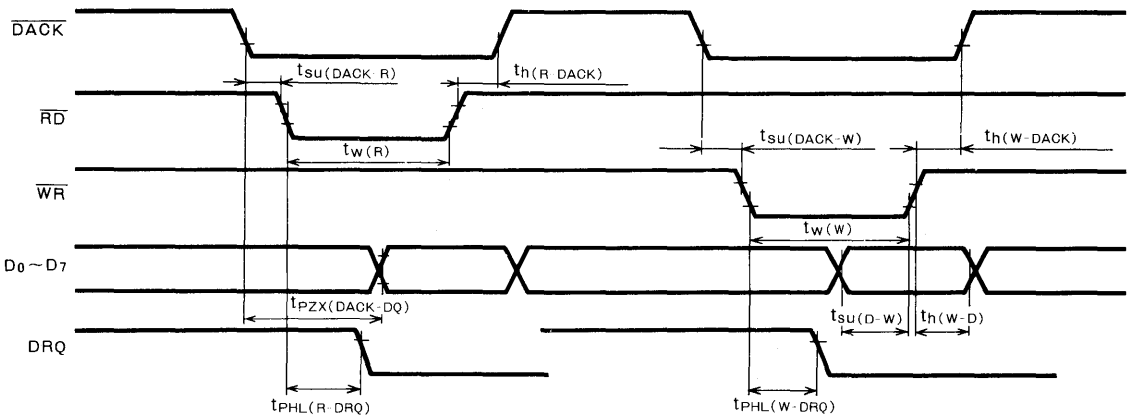 DACK
tsu(DACK-R)
th(R-DACK)
RD
tw(R)
tsu(DACK-W)
th(W-DACK)
WR
tw(W)
D0~D7
tPZX(DACK-DQ)
tsu(D-W)
th(W-D)
DRQ
tPHL(R-DRQ)
tPHL(W-DRQ)